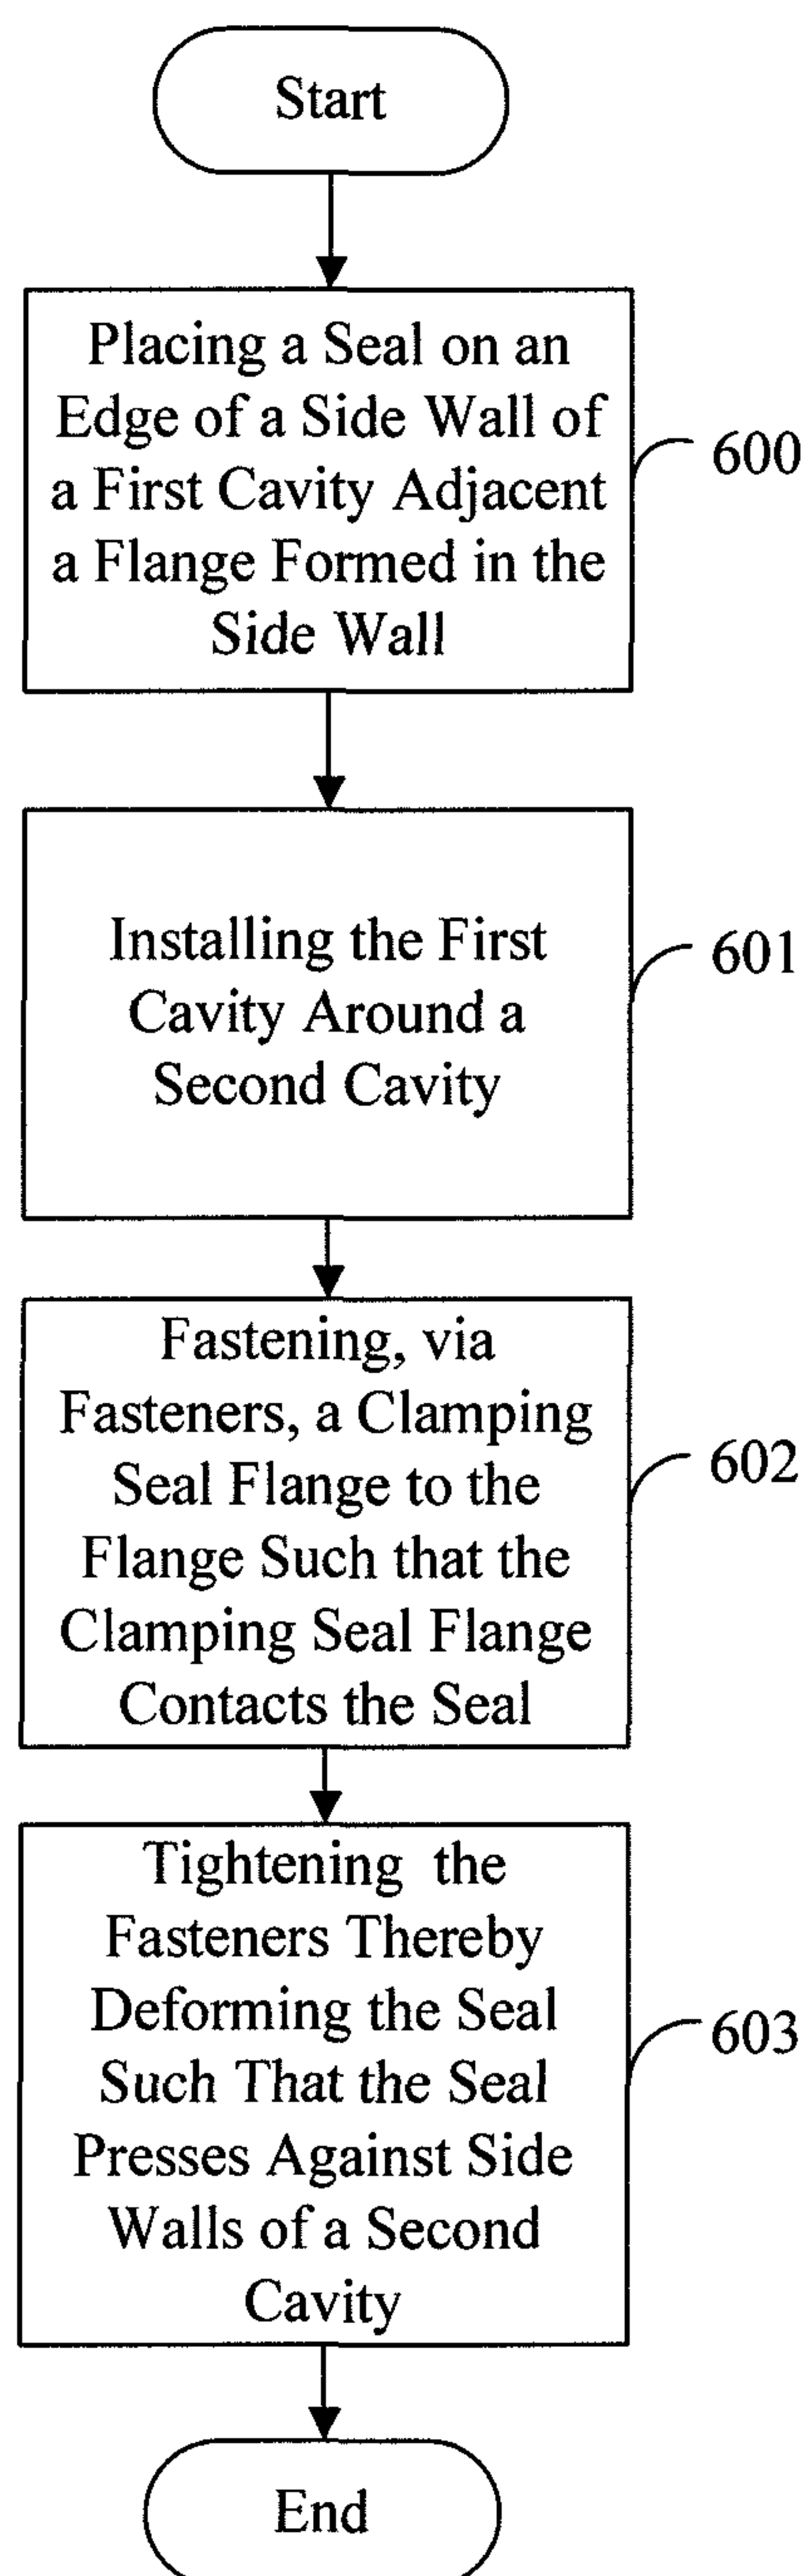 Start
Placing a Seal on an
Edge of a Side Wall of
a First Cavity Adjacent
a Flange Formed in the
Side Wall
600
Installing the First
Cavity Around a
Second Cavity
601
Fastening, via
Fasteners, a Clamping
Seal Flange to the
Flange Such that the
Clamping Seal Flange
Contacts the Seal
602
Tightening the
Fasteners Thereby
Deforming the Seal
Such That the Seal
Presses Against Side
Walls of a Second
Cavity
603
End